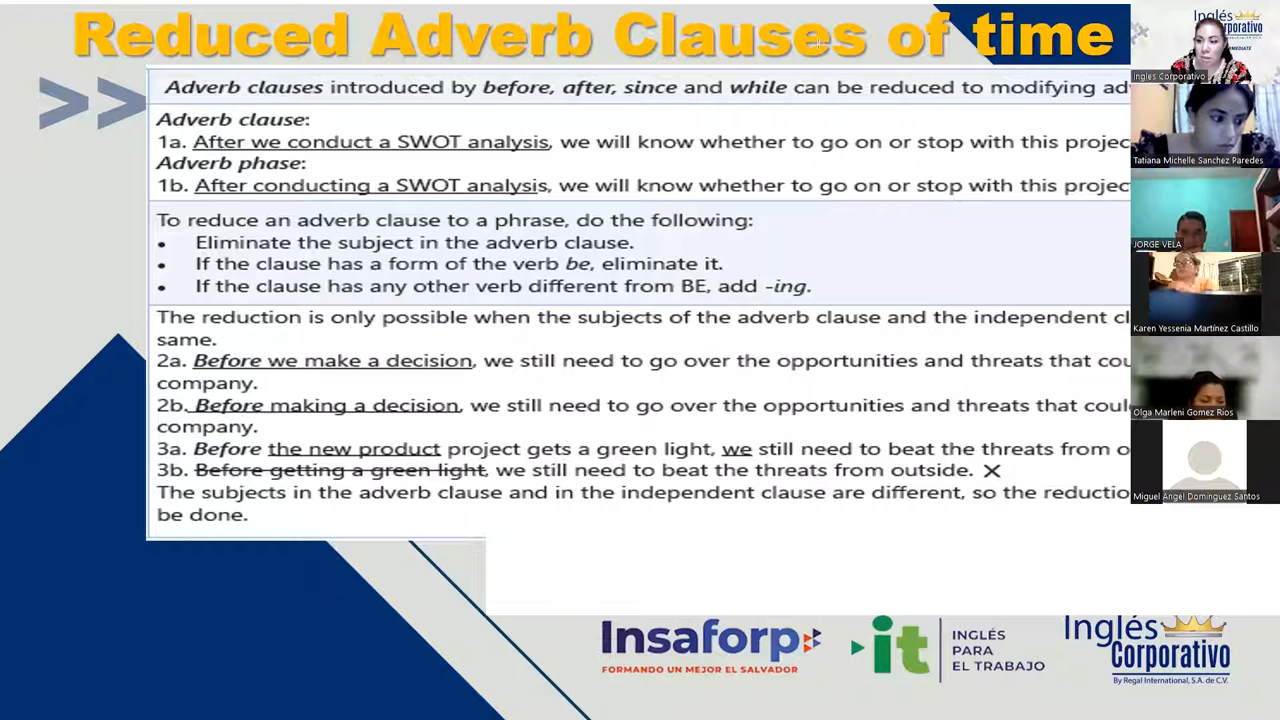 Reduced Adverb Clauses of time
Adverb clauses introduced by before, after, since and while can be reduced to modifying adv
Adverb clause:
1a. After we conduct a SWOT analysis, we will know whether to go on or stop with this projec
Adverb phase:
1b. After conducting a SWOT analysis, we will know whether to go on or stop with this projec
To reduce an adverb clause to a phrase, do the following:
• Eliminate the subject in the adverb clause.
• If the clause has a form of the verb be, eliminate it.
• If the clause has any other verb different from BE, add -ing.
The reduction is only possible when the subjects of the adverb clause and the independent cl
same.
2a. Before we make a decision, we still need to go over the opportunities and threats that cou
company.
2b. Before making a decision, we still need to go over the opportunities and threats that coul
company.
3a. Before the new product project gets a green light, we still need to beat the threats from o
3b. Before getting a green light, we still need to beat the threats from outside. X
The subjects in the adverb clause and in the independent clause are different, so the reductio
be done.
Inglés
Ingles Corporativo
Tatiana Michelle Sanchez Paredes
JORGE VELA
Karen Yessenia Martínez Castillo
Olga Marleni Gomez Rios
Miguel Angel Dominguez Santos
Insaforp
FORMANDO UN MEJOR EL SALVADOR
it
INGLÉS
PARA
EL TRABAJO
Inglés
Corporativo
By Regal International, S.A. de C.V.